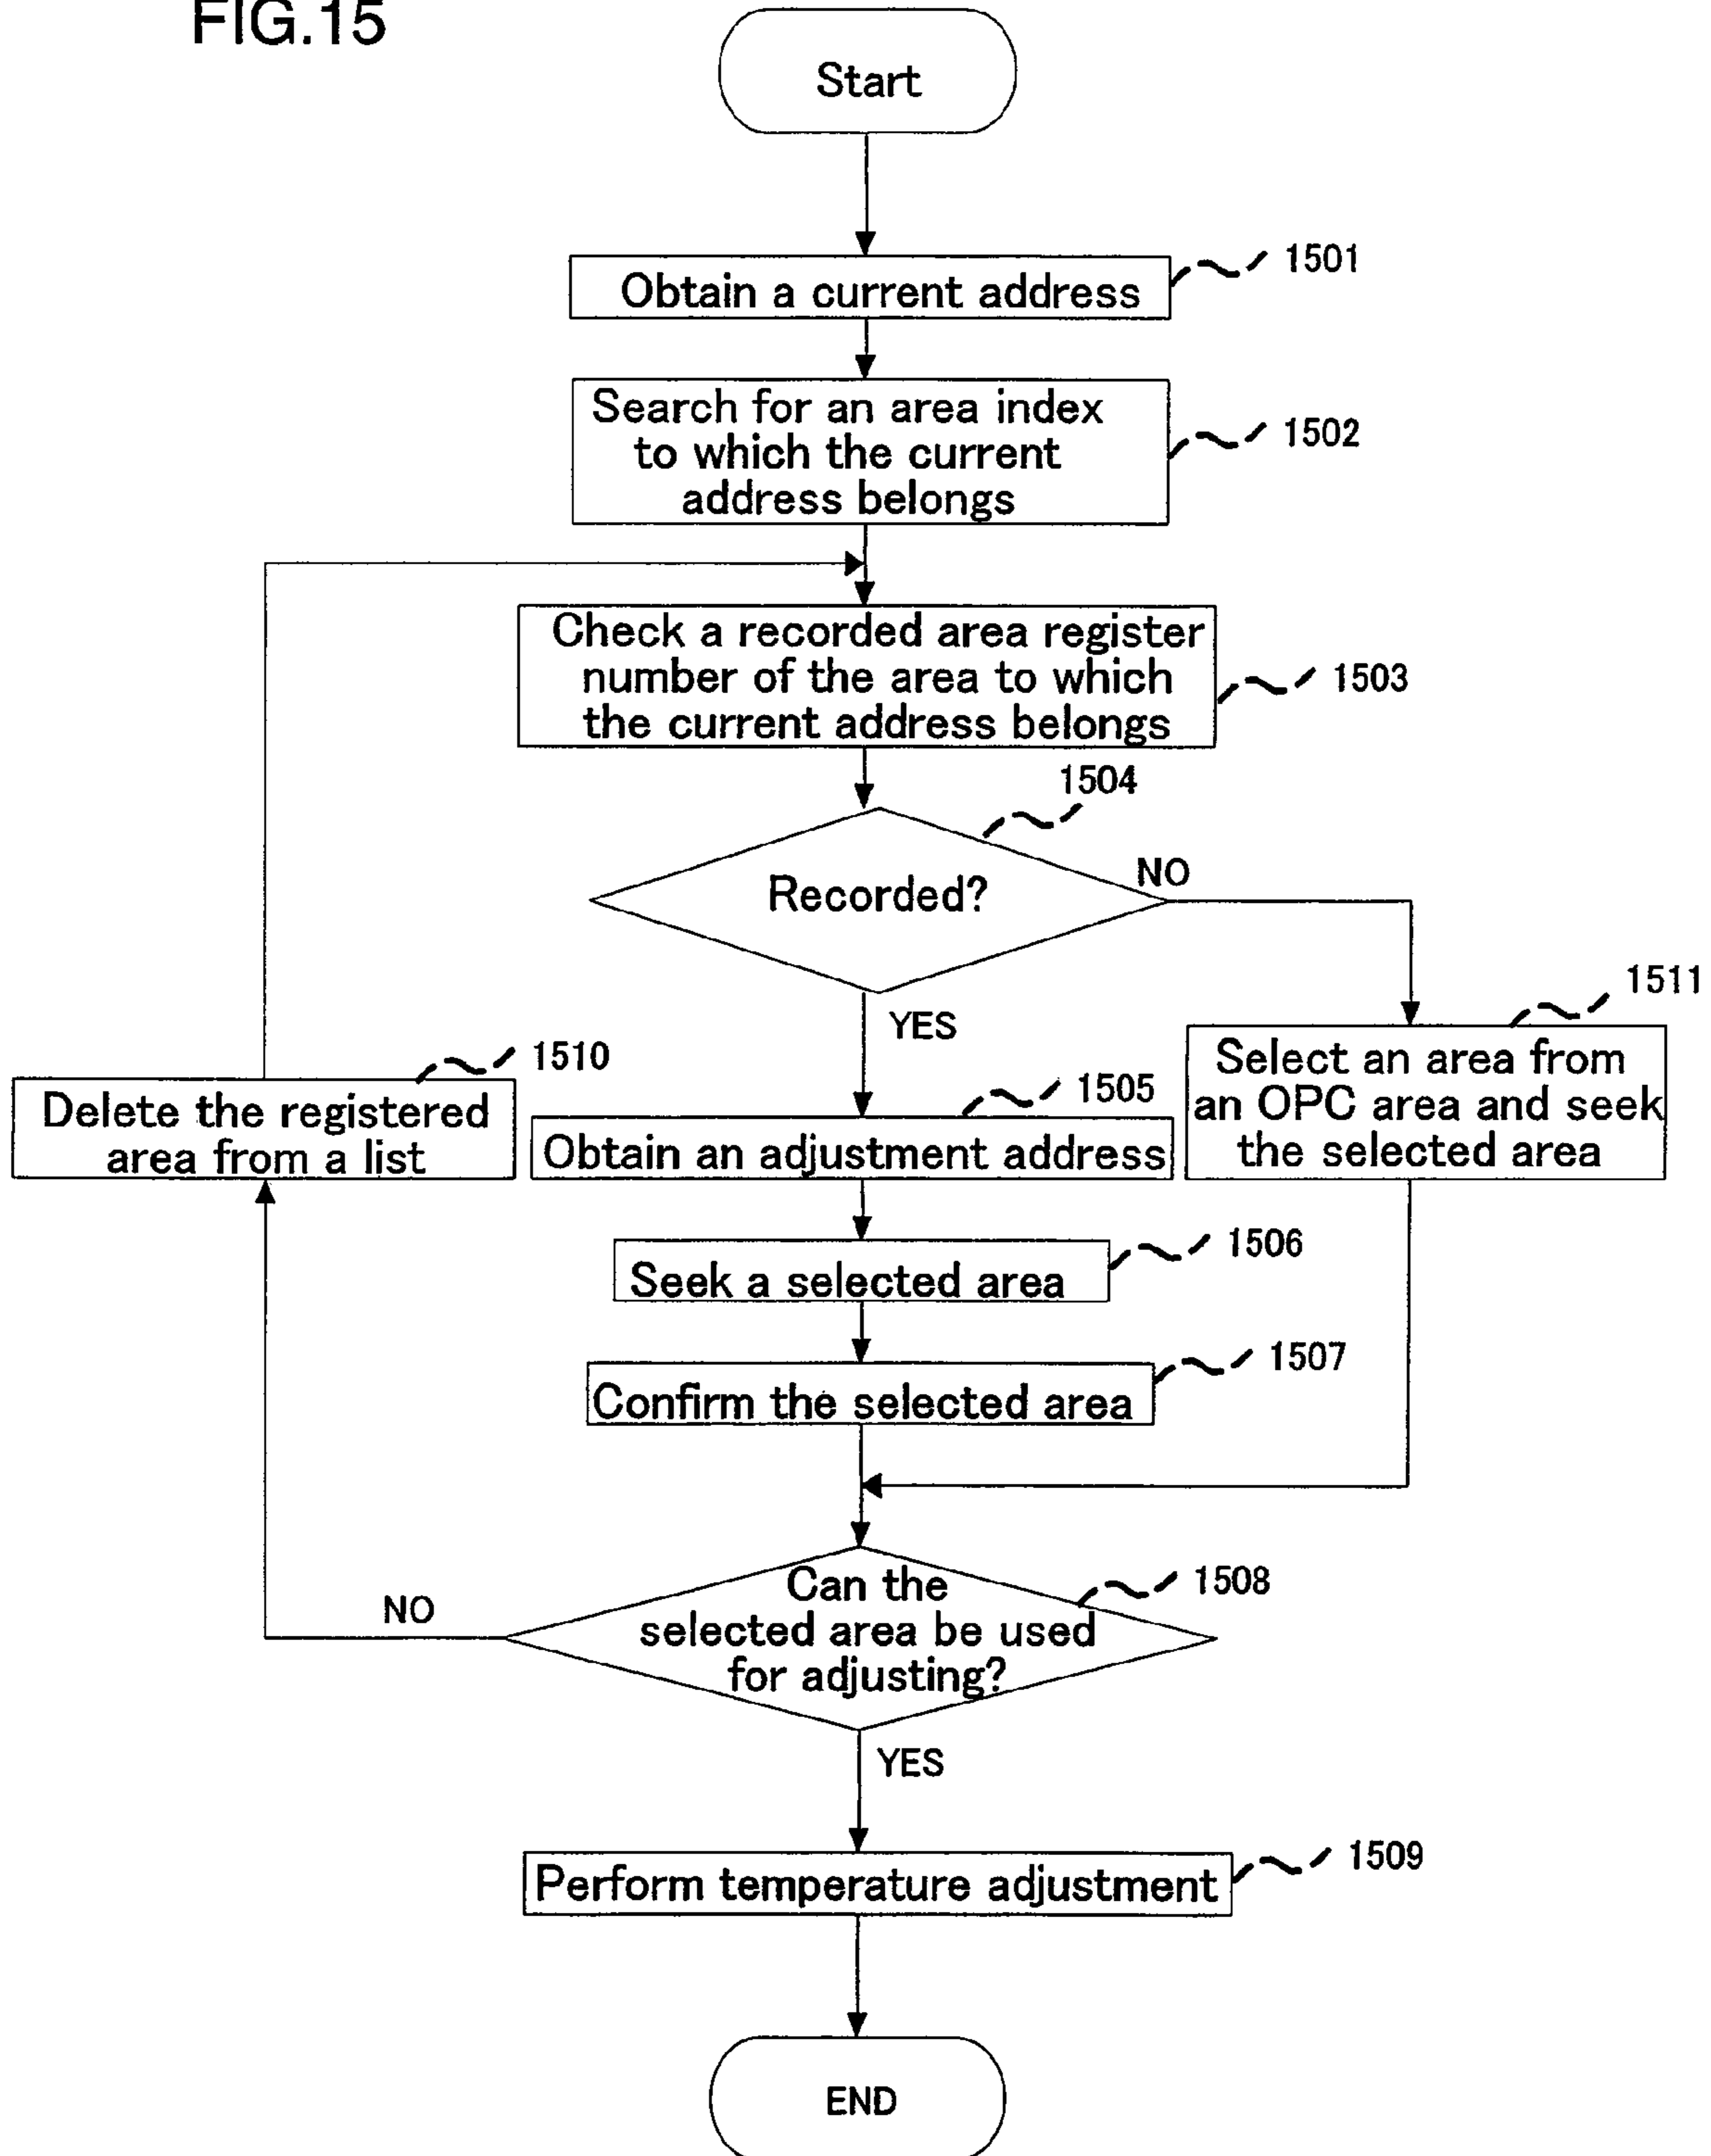 FIG.15
Start
Obtain a current address
1501
Search for an area index
to which the current
address belongs
1502
Check a recorded area register
number of the area to which
the current address belongs
1503
1504
Recorded?
NO
YES
1511
Select an area from
an OPC area and seek
the selected area
1510
Delete the registered
area from a list
1505
Obtain an adjustment address
1506
Seek a selected area
1507
Confirm the selected area
1508
Can the
selected area be used
for adjusting?
NO
YES
1509
Perform temperature adjustment
END